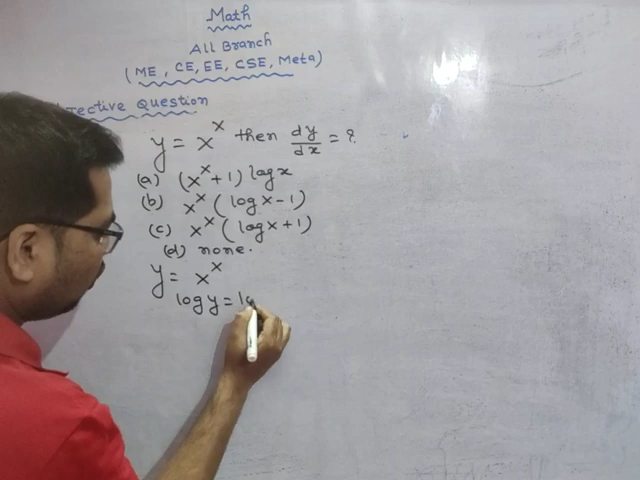 Math
All Branch
(ME, CE, EE, CSE, Meta)
ective Question
y = x^x then dy/dx = ?
(a) (x^x + 1) log x
(b) x^x (log x - 1)
(c) x^x (log x + 1)
(d) none.
y = x^x
log y = lo